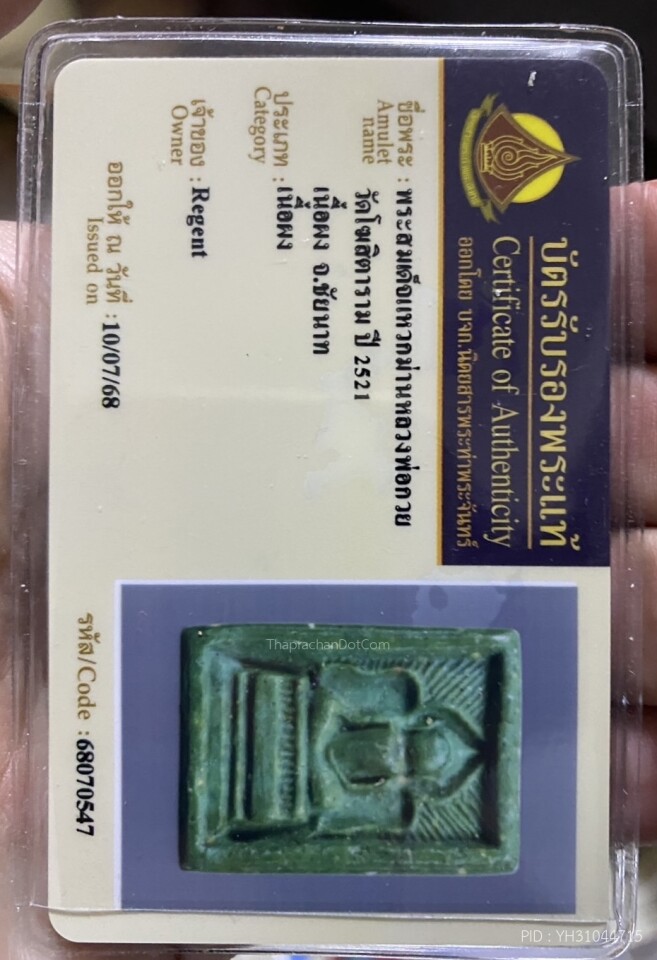 บัตรรับรองพระแท้
Certificate of Authenticity
ออกโดย บจก.นิตยสารพระท่าพระจันทร์
ชื่อพระ : พระสมเด็จแหวกม่านหลวงพ่อกวย
Amulet name
วัดโฆสิตาราม ปี 2521
เนื้อผง จ.ชัยนาท
ประเภท : เนื้อผง
Category
เจ้าของ : Regent
Owner
ออกให้ ณ วันที่ : 10/07/68
Issued on
รหัส/Code : 68070547
ThaprachanDotCom
PID : YH31044715